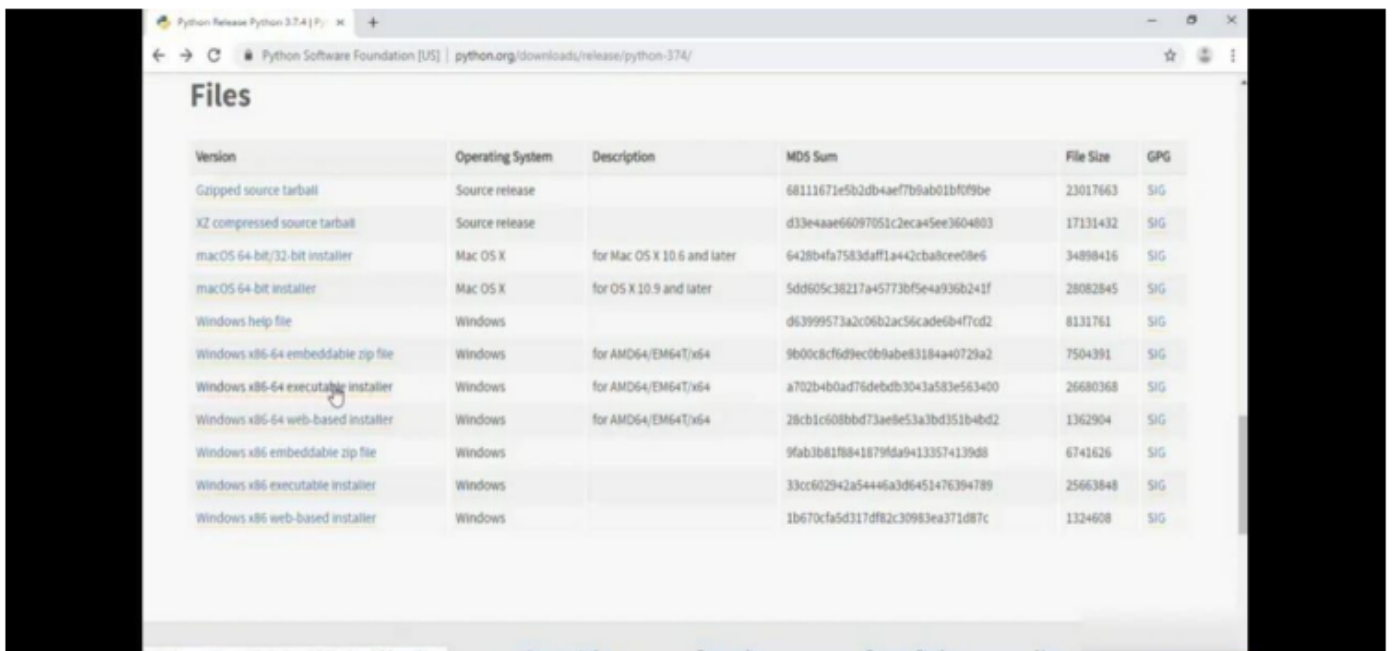 Python Release Python 3.7.4 | Py
Python Software Foundation [US] | python.org/downloads/release/python-374/
Files
Version Operating System Description MD5 Sum File Size GPG
Gzipped source tarball Source release 68111671e5b2db4aef7b9ab01bf0f9be 23017663 SIG
XZ compressed source tarball Source release d33e4aae66097051c2eca45ee3604803 17131432 SIG
macOS 64-bit/32-bit installer Mac OS X for Mac OS X 10.6 and later 6428b4fa7583daff1a442cba8cee08e6 34898416 SIG
macOS 64-bit installer Mac OS X for OS X 10.9 and later 5dd605c38217a45773bf5e4a936b241f 28082845 SIG
Windows help file Windows d63999573a2c06b2ac56cade6b4f7cd2 8131761 SIG
Windows x86-64 embeddable zip file Windows for AMD64/EM64T/x64 9b00c8cf6d9ec0b9abe83184a40729a2 7504391 SIG
Windows x86-64 executable installer Windows for AMD64/EM64T/x64 a702b4b0ad76debdb3043a583e563400 26680368 SIG
Windows x86-64 web-based installer Windows for AMD64/EM64T/x64 28cb1c608bbd73ae8e53a3bd351b4bd2 1362904 SIG
Windows x86 embeddable zip file Windows 9fab3b81f8841879fda94133574139d8 6741626 SIG
Windows x86 executable installer Windows 33cc602942a54446a3d6451476394789 25663848 SIG
Windows x86 web-based installer Windows 1b670cfa5d317df82c30983ea371d87c 1324608 SIG